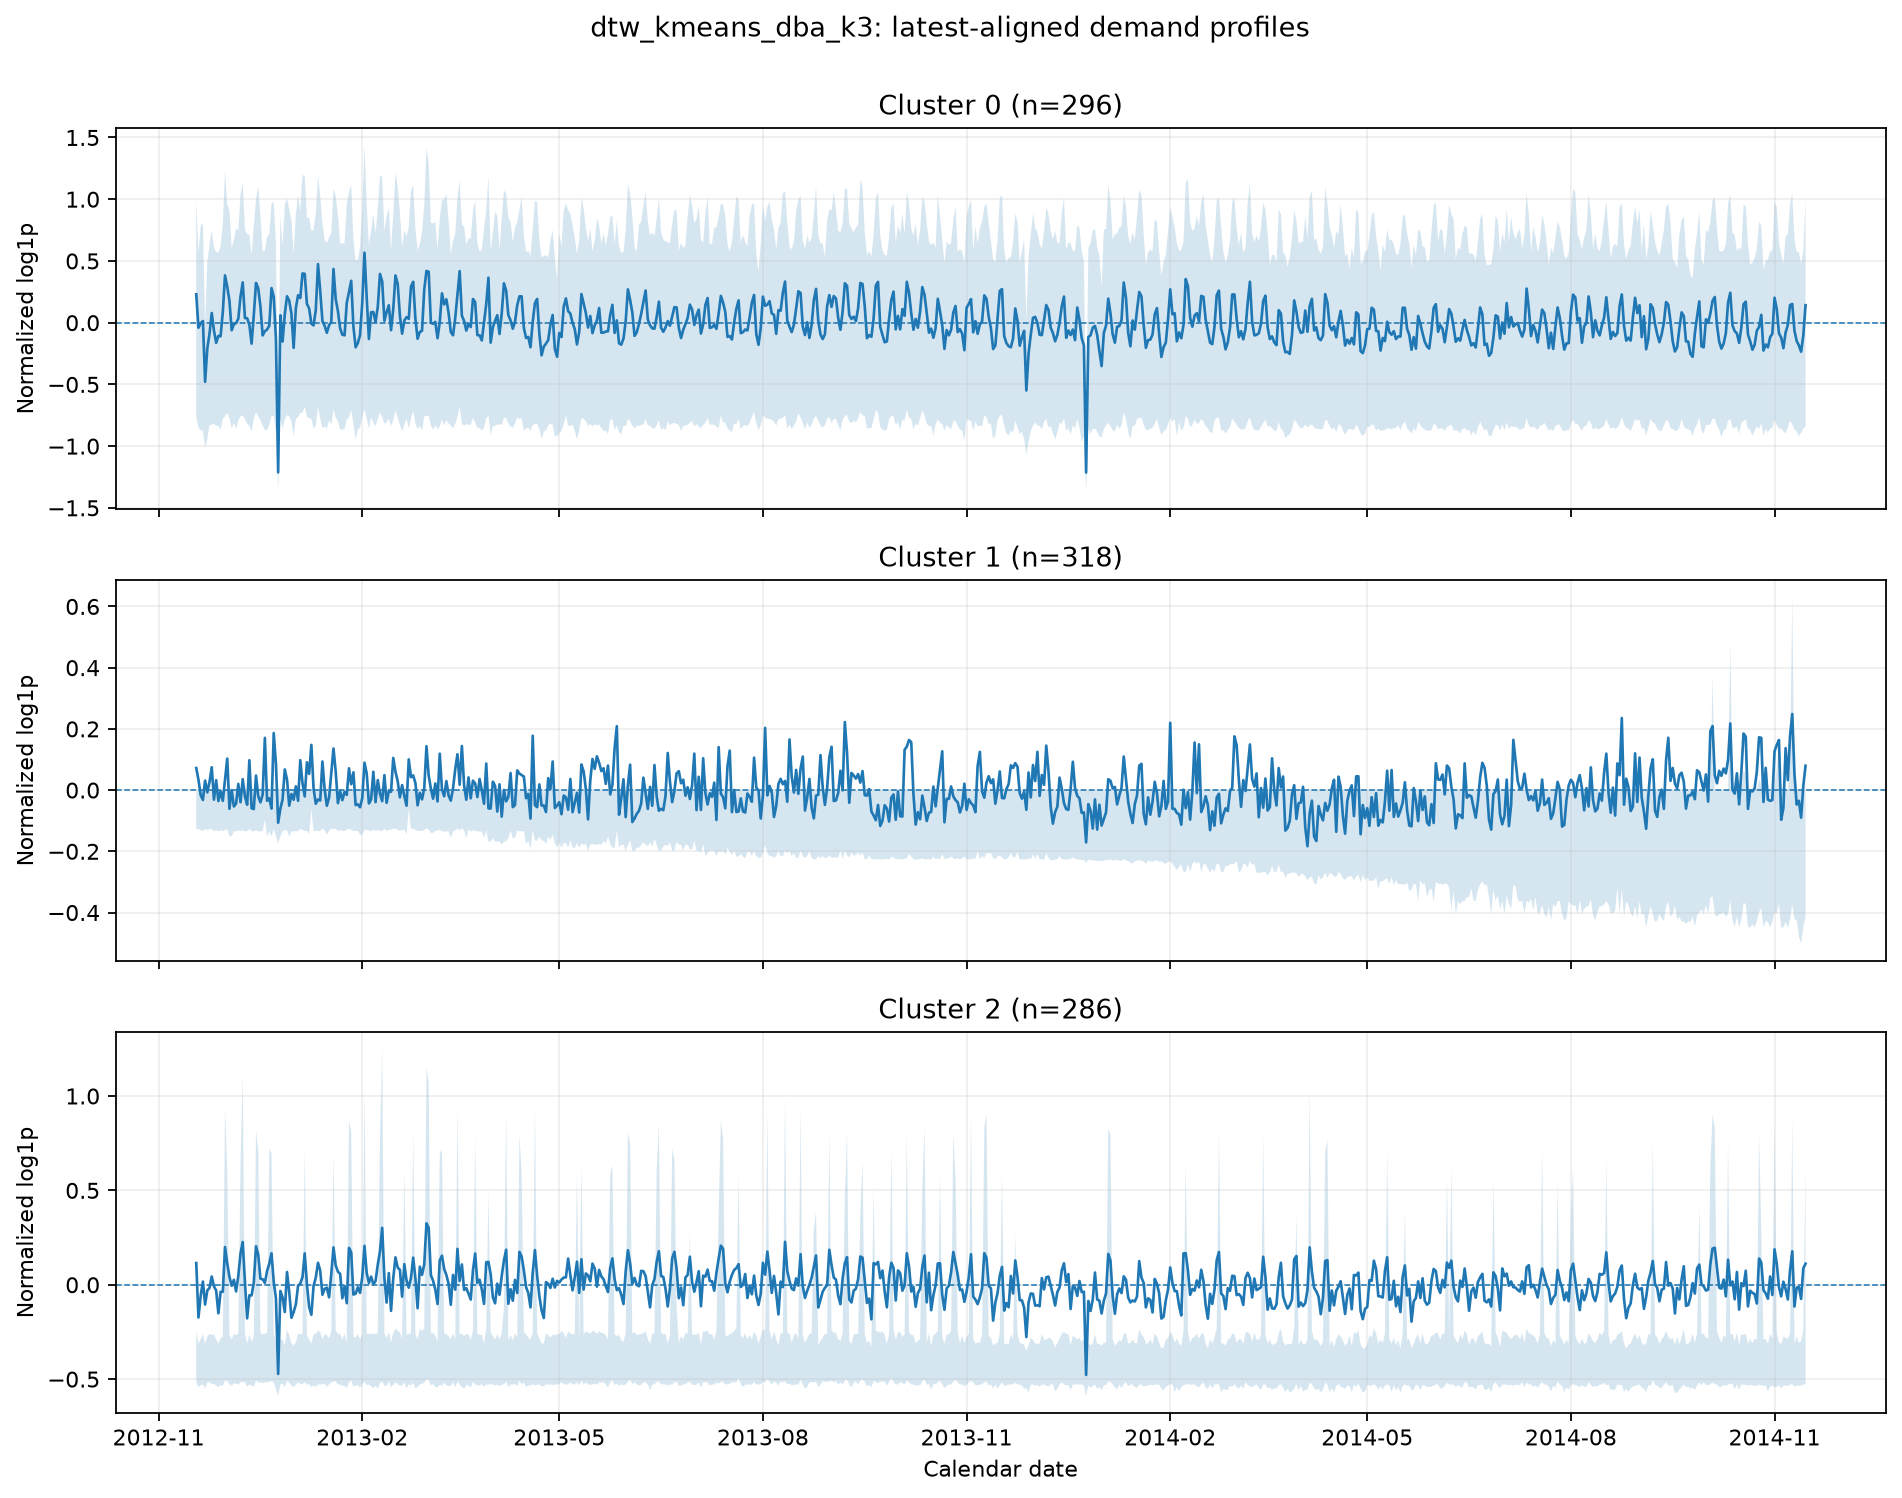 dtw_kmeans_dba_k3: latest-aligned demand profiles
Cluster 0 (n=296)
1.5
1.0
0.5
0.0
−0.5
−1.0
−1.5
Normalized log1p
Cluster 1 (n=318)
0.6
0.4
0.2
0.0
−0.2
−0.4
Normalized log1p
Cluster 2 (n=286)
1.0
0.5
0.0
−0.5
Normalized log1p
2012-11 2013-02 2013-05 2013-08 2013-11 2014-02 2014-05 2014-08 2014-11
Calendar date